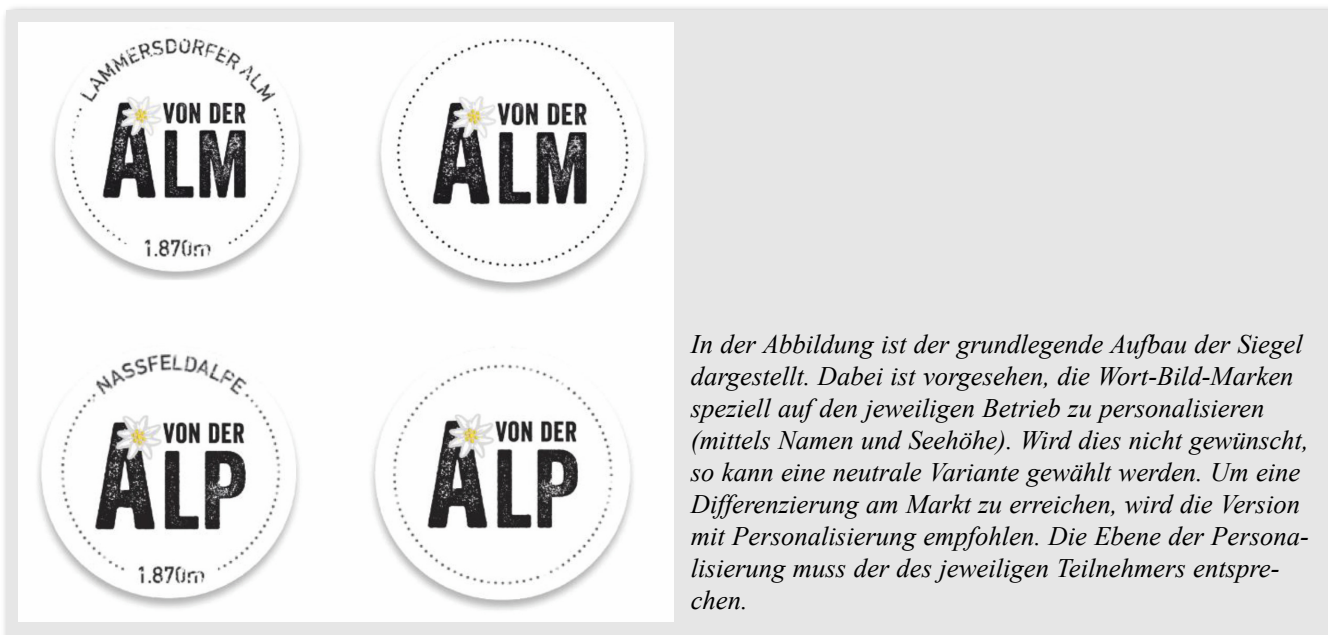 LAMMERSDORFER ALM
VON DER
ALM
1.870m
VON DER
ALM
NASSFELDALPE
VON DER
ALP
1.870m
VON DER
ALP
In der Abbildung ist der grundlegende Aufbau der Siegel
dargestellt. Dabei ist vorgesehen, die Wort-Bild-Marken
speziell auf den jeweiligen Betrieb zu personalisieren
(mittels Namen und Seehöhe). Wird dies nicht gewünscht,
so kann eine neutrale Variante gewählt werden. Um eine
Differenzierung am Markt zu erreichen, wird die Version
mit Personalisierung empfohlen. Die Ebene der Persona-
lisierung muss der des jeweiligen Teilnehmers entspre-
chen.